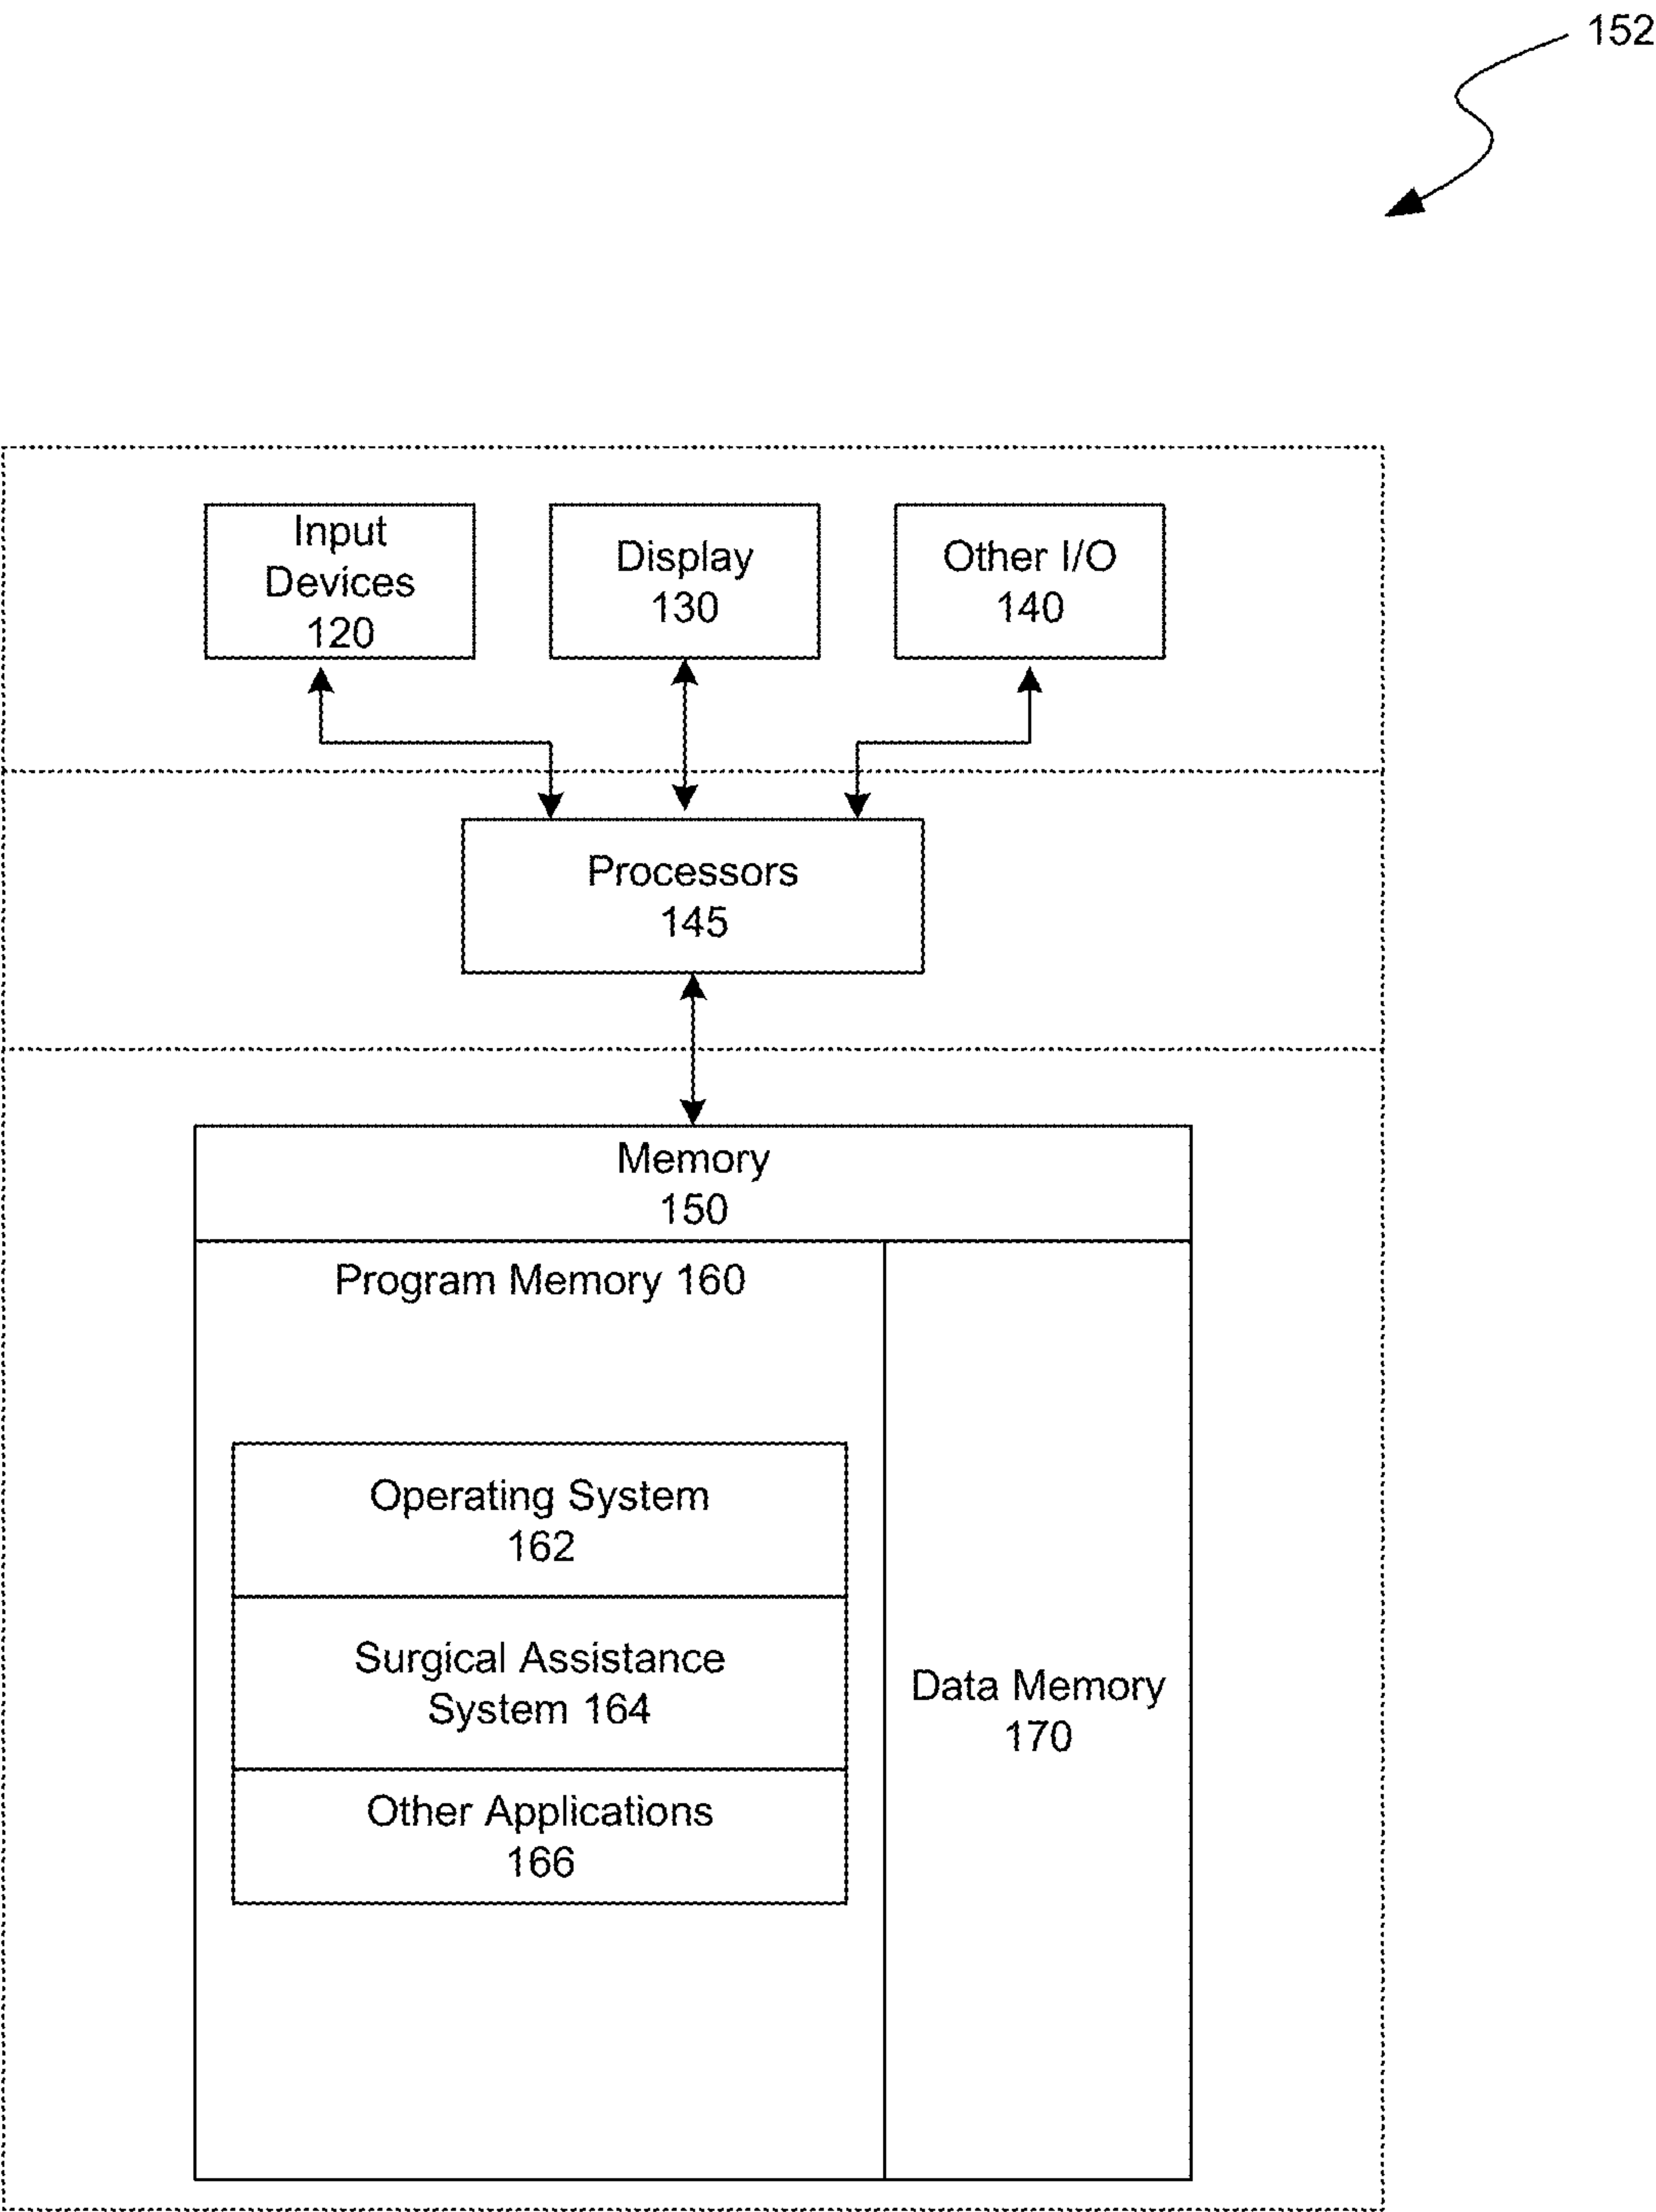 152
Input
Devices
120
Display
130
Other I/O
140
Processors
145
Memory
150
Program Memory 160
Operating System
162
Surgical Assistance
System 164
Other Applications
166
Data Memory
170